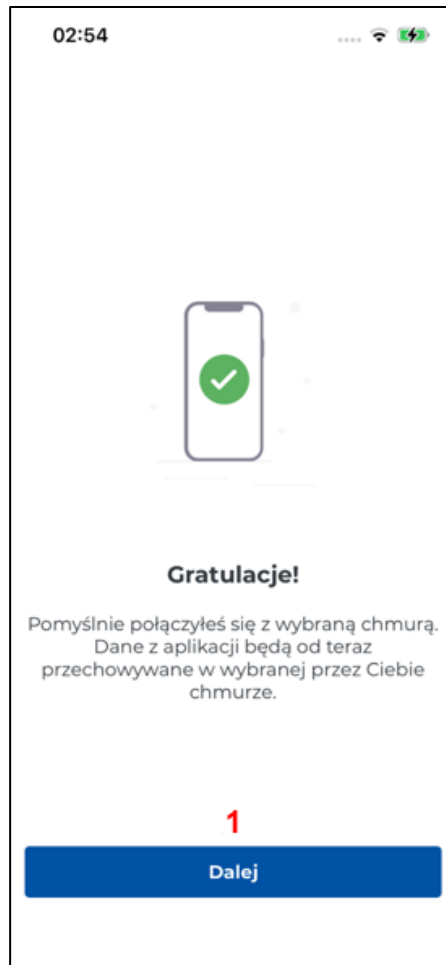 02:54
Gratulacje!
Pomyślnie połączyłeś się z wybraną chmurą.
Dane z aplikacji będą od teraz
przechowywane w wybranej przez Ciebie
chmurze.
1
Dalej